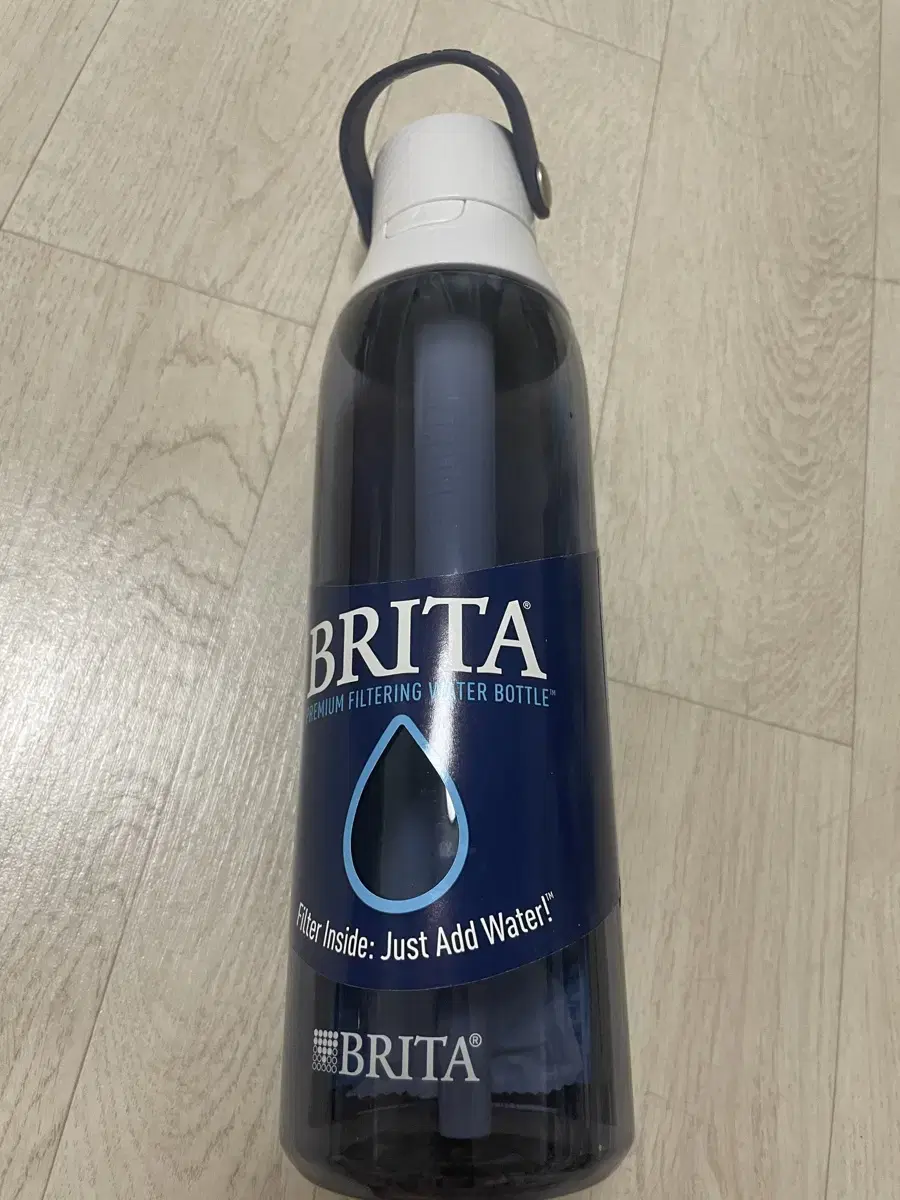 BRITA®
PREMIUM FILTERING WATER BOTTLE™
Filter Inside: Just Add Water!™
BRITA®